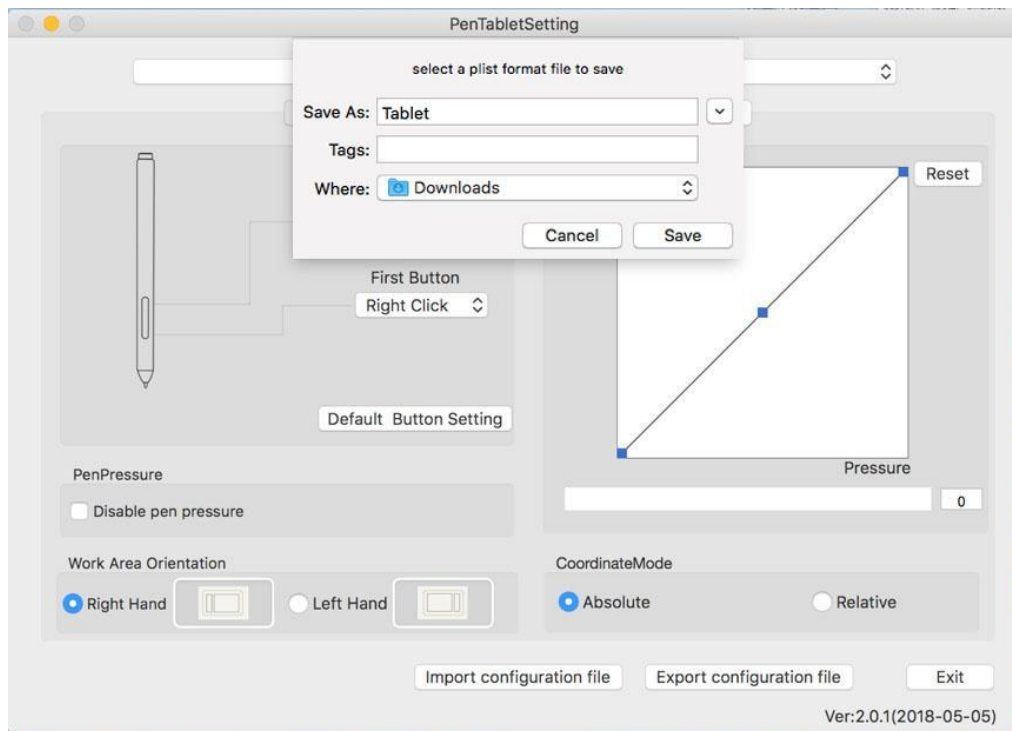 PenTabletSetting
select a plist format file to save
Save As: Tablet
Tags:
Where: Downloads
Cancel Save
Reset
First Button
Right Click
Default Button Setting
Pressure
0
PenPressure
Disable pen pressure
Work Area Orientation
Right Hand Left Hand
CoordinateMode
Absolute Relative
Import configuration file Export configuration file Exit
Ver:2.0.1(2018-05-05)